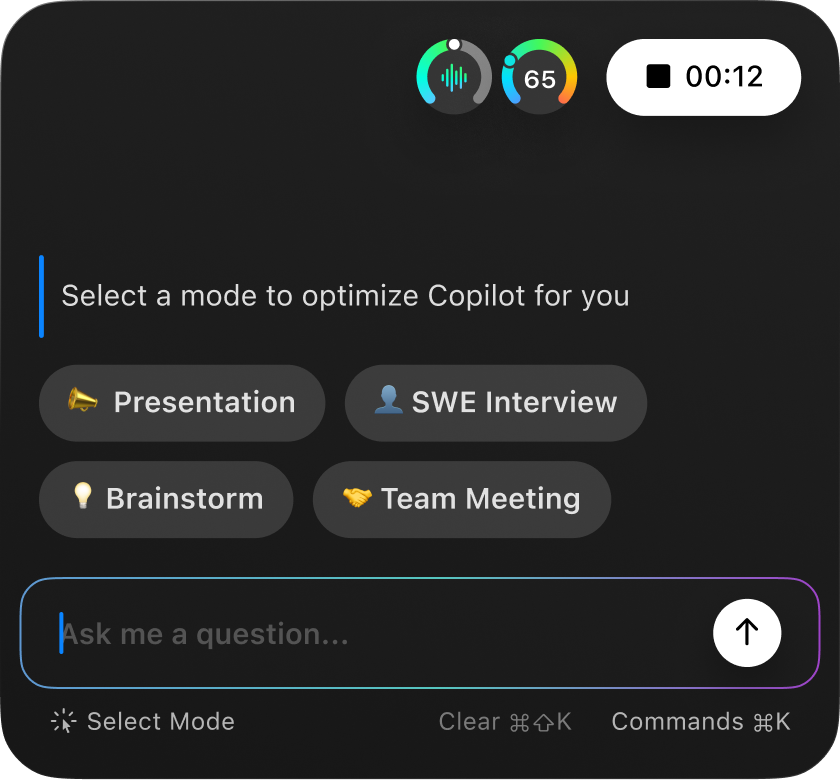 65
00:12
Select a mode to optimize Copilot for you
Presentation
SWE Interview
Brainstorm
Team Meeting
Ask me a question...
Select Mode
Clear ⌘⇧K
Commands ⌘K